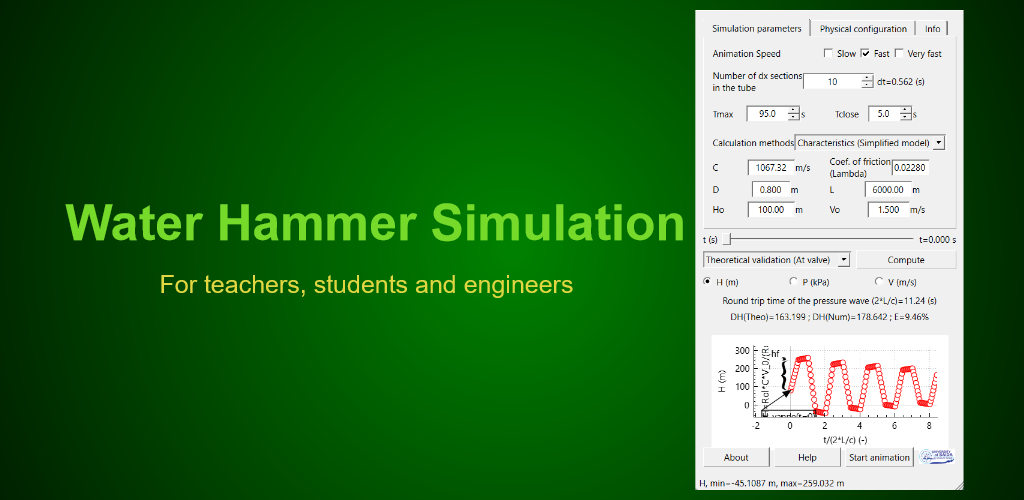 Water Hammer Simulation
For teachers, students and engineers
Simulation parameters Physical configuration Info
Animation Speed Slow Fast Very fast
Number of dx sections in the tube 10 dt=0.562 (s)
Tmax 95.0 s Tclose 5.0 s
Calculation methods Characteristics (Simplified model)
C 1067.32 m/s Coef. of friction (Lambda) 0.02280
D 0.800 m L 6000.00 m
Ho 100.00 m Vo 1.500 m/s
t (s) t=0.000 s
Theoretical validation (At valve) Compute
H (m) P (kPa) V (m/s)
Round trip time of the pressure wave (2*L/c)=11.24 (s)
DH(Theo)=163.199 ; DH(Num)=178.642 ; E=9.46%
H (m)
300
200
100
0
-hf
-2 0 2 4 6 8
t/(2*L/c) (-)
About Help Start animation
H, min=-45.1087 m, max=259.032 m